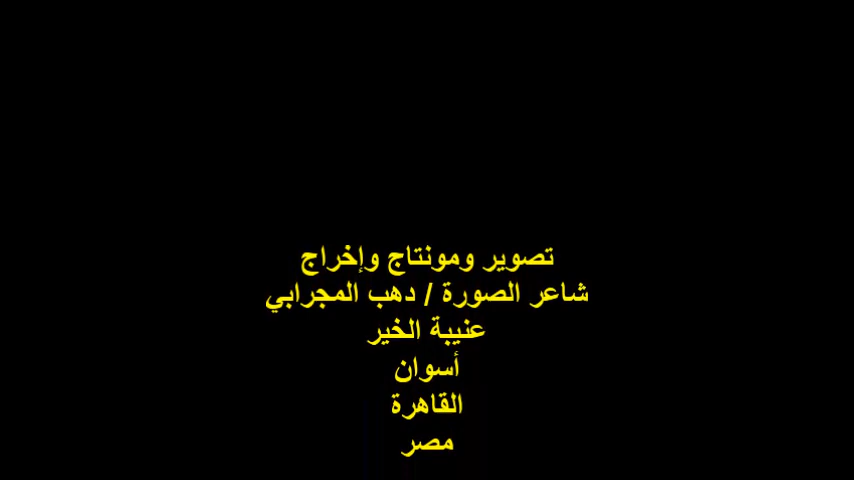 تصوير ومونتاج وإخراج
شاعر الصورة / دهب المجرابي
عنيبة الخير
أسوان
القاهرة
مصر